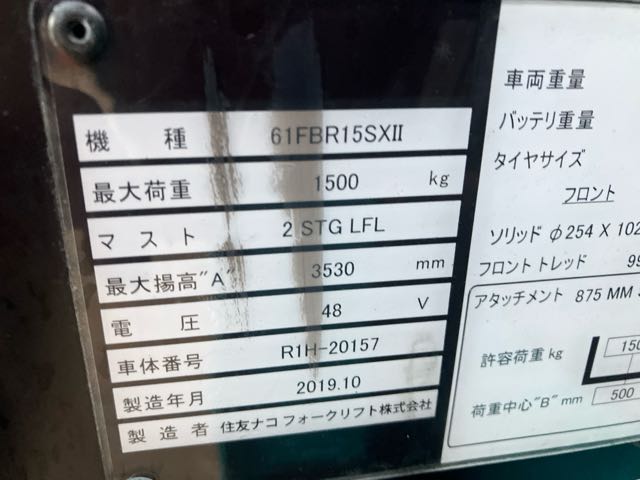 機種 61FBR15SXII
最大荷重 1500 kg
マスト 2 STG LFL
最大揚高"A" 3530 mm
電圧 48 V
車体番号 R1H-20157
製造年月 2019.10
製造者 住友ナコ フォークリフト株式会社
車両重量
バッテリ重量
タイヤサイズ
フロント
ソリッド φ254 X 102
フロントトレッド 99
アタッチメント 875 MM
許容荷重 kg 150
荷重中心"B" mm 500